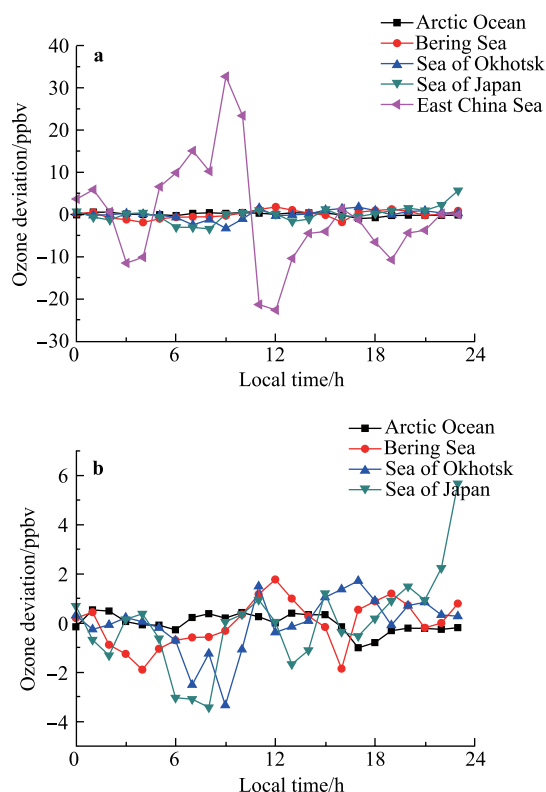 Arctic Ocean
Bering Sea
Sea of Okhotsk
Sea of Japan
East China Sea
a
40
30
20
10
0
−10
−20
−30
Ozone deviation/ppbv
0 6 12 18 24
Local time/h
Arctic Ocean
Bering Sea
Sea of Okhotsk
Sea of Japan
b
6
4
2
0
−2
−4
Ozone deviation/ppbv
0 6 12 18 24
Local time/h